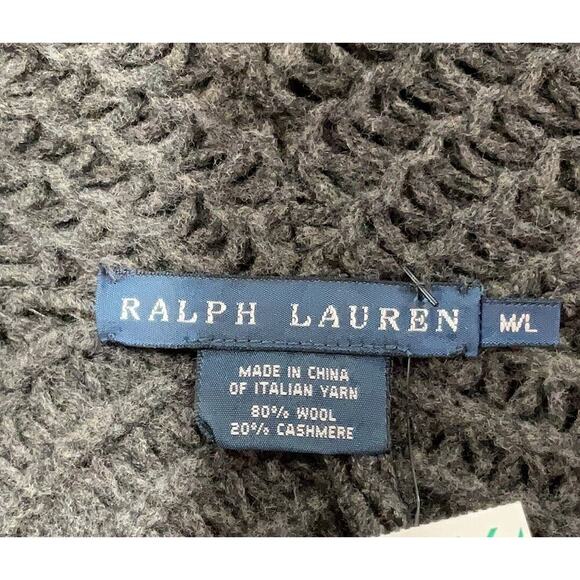 RALPH LAUREN
M/L
MADE IN CHINA
OF ITALIAN YARN
80% WOOL
20% CASHMERE